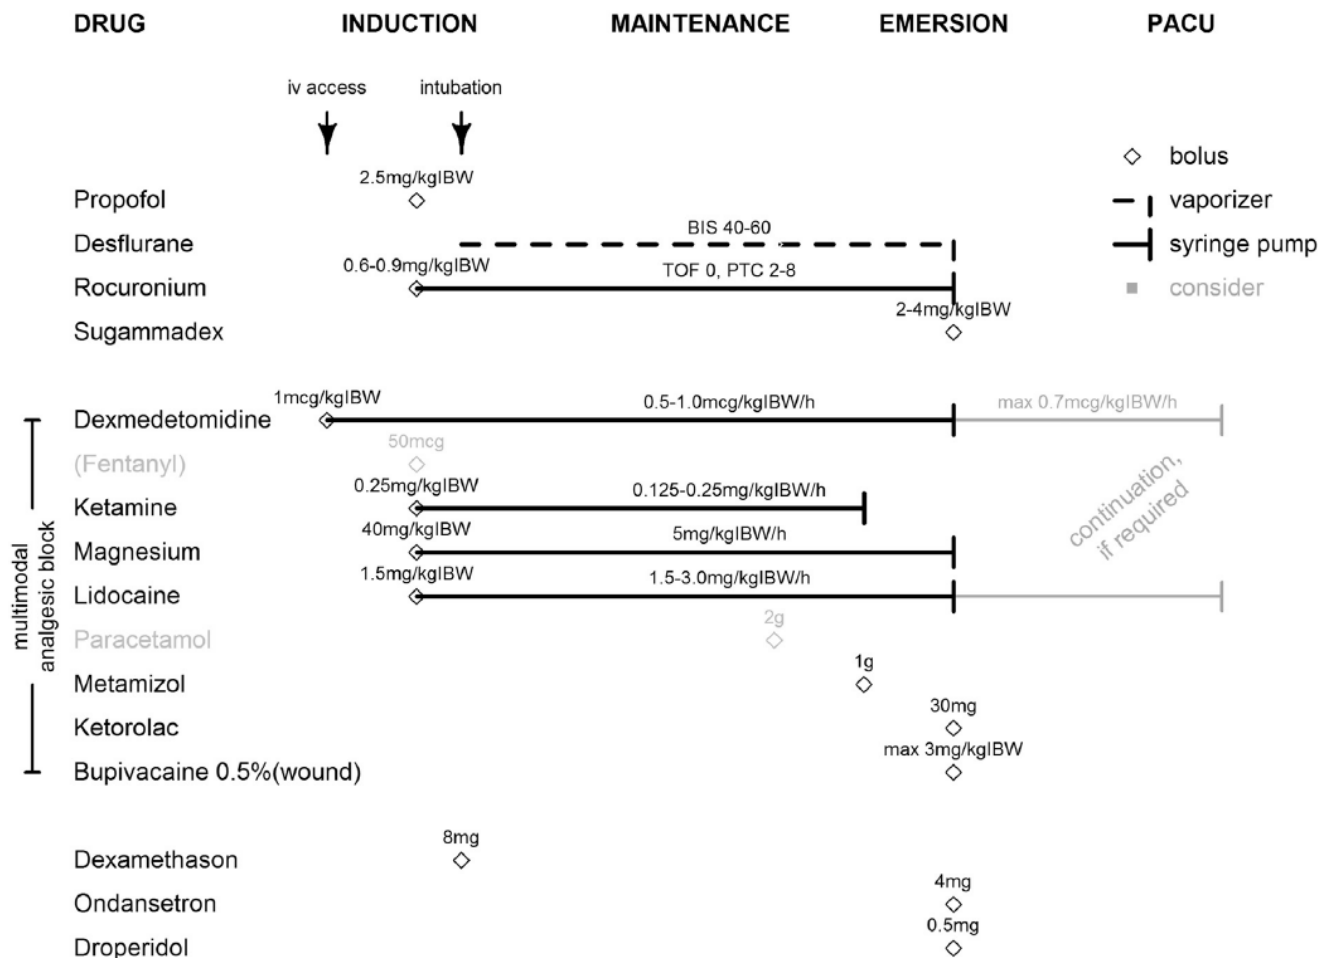 DRUG INDUCTION MAINTENANCE EMERSION PACU
iv access intubation
bolus
2.5mg/kgIBW
Propofol
vaporizer
BIS 40-60
Desflurane
syringe pump
0.6-0.9mg/kgIBW
TOF 0, PTC 2-8
Rocuronium
consider
2-4mg/kgIBW
Sugammadex
1mcg/kgIBW 0.5-1.0mcg/kgIBW/h max 0.7mcg/kgIBW/h
Dexmedetomidine
50mcg
(Fentanyl)
0.25mg/kgIBW 0.125-0.25mg/kgIBW/h
Ketamine
continuation,
if required
40mg/kgIBW 5mg/kgIBW/h
Magnesium
1.5mg/kgIBW 1.5-3.0mg/kgIBW/h
Lidocaine
multimodal
analgesic block
2g
Paracetamol
1g
Metamizol
30mg
Ketorolac
max 3mg/kgIBW
Bupivacaine 0.5%(wound)
8mg
Dexamethason
4mg
Ondansetron
0.5mg
Droperidol